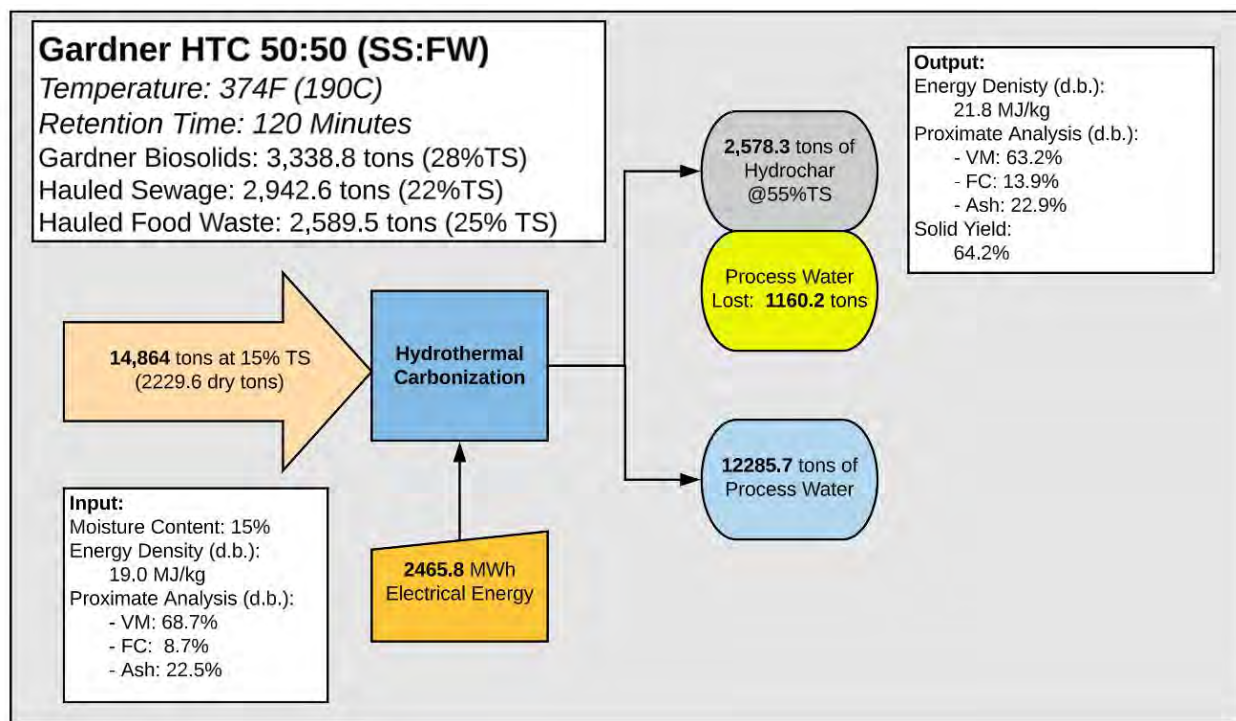 Gardner HTC 50:50 (SS:FW)
Temperature: 374F (190C)
Retention Time: 120 Minutes
Gardner Biosolids: 3,338.8 tons (28%TS)
Hauled Sewage: 2,942.6 tons (22%TS)
Hauled Food Waste: 2,589.5 tons (25% TS)
14,864 tons at 15% TS
(2229.6 dry tons)
Hydrothermal
Carbonization
2,578.3 tons of
Hydrochar
@55%TS
Process Water
Lost: 1160.2 tons
12285.7 tons of
Process Water
2465.8 MWh
Electrical Energy
Input:
Moisture Content: 15%
Energy Density (d.b.):
19.0 MJ/kg
Proximate Analysis (d.b.):
- VM: 68.7%
- FC: 8.7%
- Ash: 22.5%
Output:
Energy Denisty (d.b.):
21.8 MJ/kg
Proximate Analysis (d.b.):
- VM: 63.2%
- FC: 13.9%
- Ash: 22.9%
Solid Yield:
64.2%